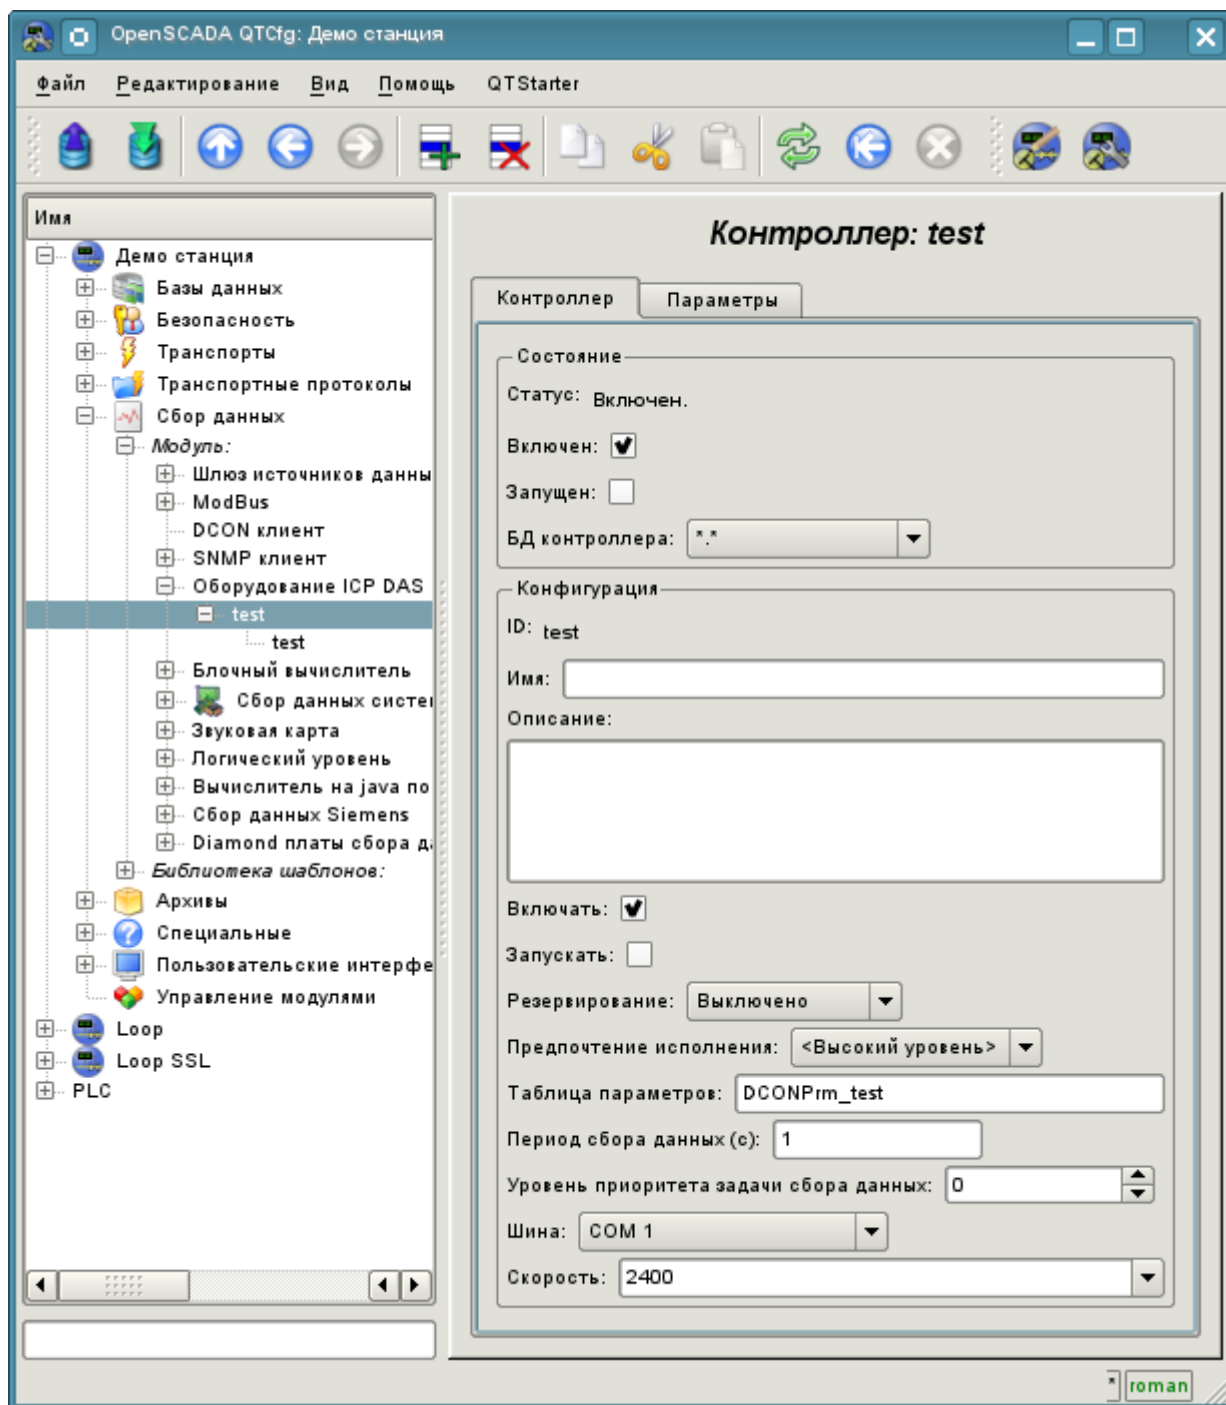 OpenSCADA QTCfg: Демо станция
Файл Редактирование Вид Помощь QTStarter
Имя
Демо станция
Базы данных
Безопасность
Транспорты
Транспортные протоколы
Сбор данных
Модуль:
Шлюз источников данны
ModBus
DCON клиент
SNMP клиент
Оборудование ICP DAS
test
test
Блочный вычислитель
Сбор данных систе
Звуковая карта
Логический уровень
Вычислитель на java по
Сбор данных Siemens
Diamond платы сбора д
Библиотека шаблонов:
Архивы
Специальные
Пользовательские интерфе
Управление модулями
Loop
Loop SSL
PLC
Контроллер: test
Контроллер Параметры
Состояние
Статус: Включен.
Включен:
Запущен:
БД контроллера: *.*
Конфигурация
ID: test
Имя:
Описание:
Включать:
Запускать:
Резервирование: Выключено
Предпочтение исполнения: <Высокий уровень>
Таблица параметров: DCONPrm_test
Период сбора данных (с): 1
Уровень приоритета задачи сбора данных: 0
Шина: COM 1
Скорость: 2400
* roman